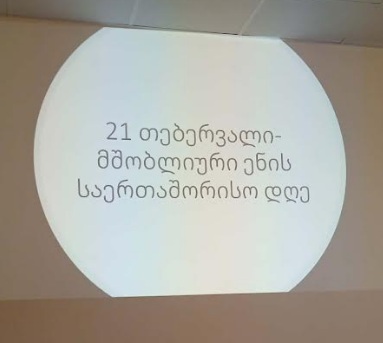 21 თებერვალი-
მშობლიური ენის
საერთაშორისო დღე